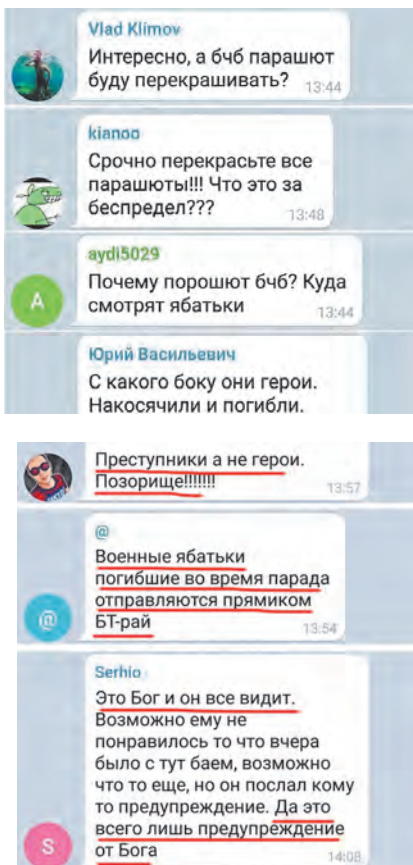 Vlad Klimov
Интересно, а бчб парашют
буду перекрашивать?
13:44
kianoo
Срочно перекрасьте все
парашюты!!! Что это за
беспредел???
13:48
aydi5029
A
Почему порошют бчб? Куда
смотрят ябатьки
13:44
Юрий Васильевич
С какого боку они герои.
Накосячили и погибли.
Преступники а не герои.
Позорище!!!!!!!
13:57
@
@
Военные ябатьки
погибшие во время парада
отправляются прямиком
БТ-рай
13:54
Serhio
Это Бог и он все видит.
Возможно ему не
понравилось то что вчера
было с тут баем, возможно
что то еще, но он послал кому
то предупреждение. Да это
всего лишь предупреждение
S
от Бога
14:08